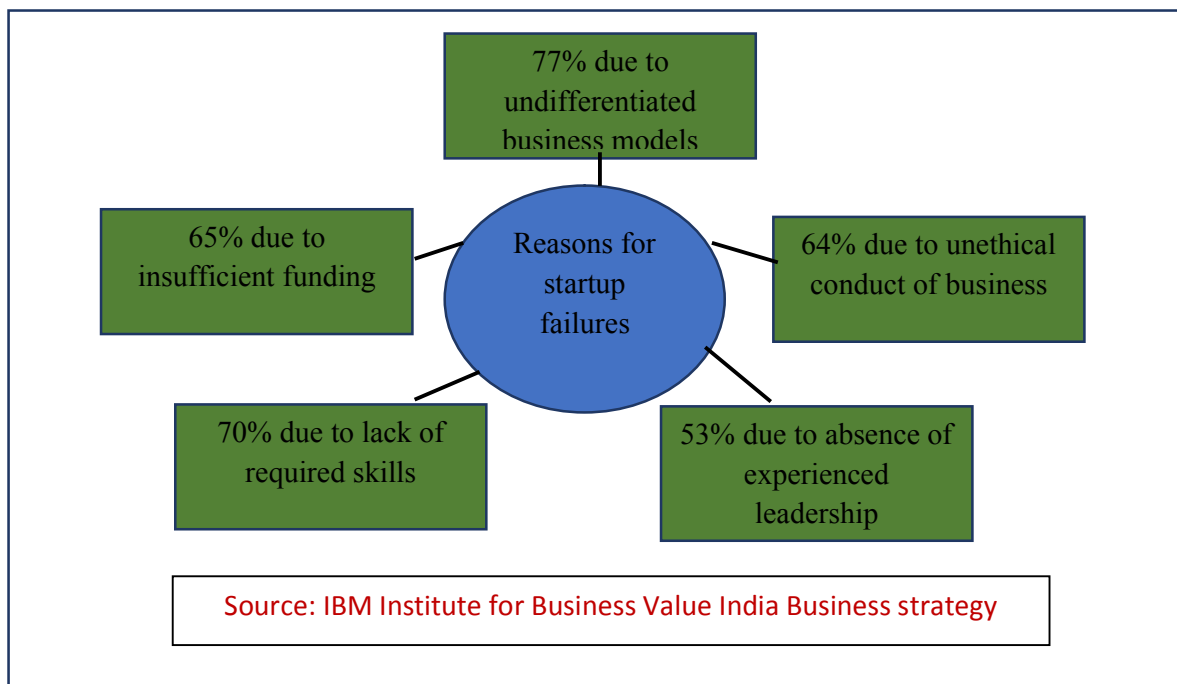 77% due to
undifferentiated
business models
65% due to
insufficient funding
Reasons for
startup
failures
64% due to unethical
conduct of business
70% due to lack of
required skills
53% due to absence of
experienced
leadership
Source: IBM Institute for Business Value India Business strategy